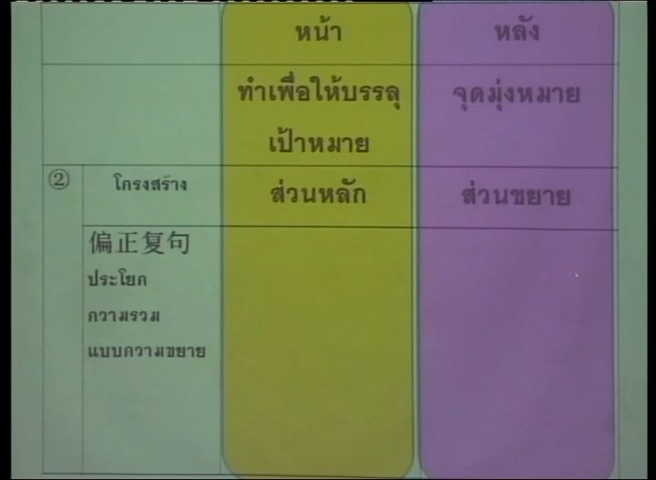 หน้า หลัง
ทำเพื่อให้บรรลุ จุดมุ่งหมาย
เป้าหมาย
② โครงสร้าง ส่วนหลัก ส่วนขยาย
偏正复句
ประโยค
ความรวม
แบบความขยาย